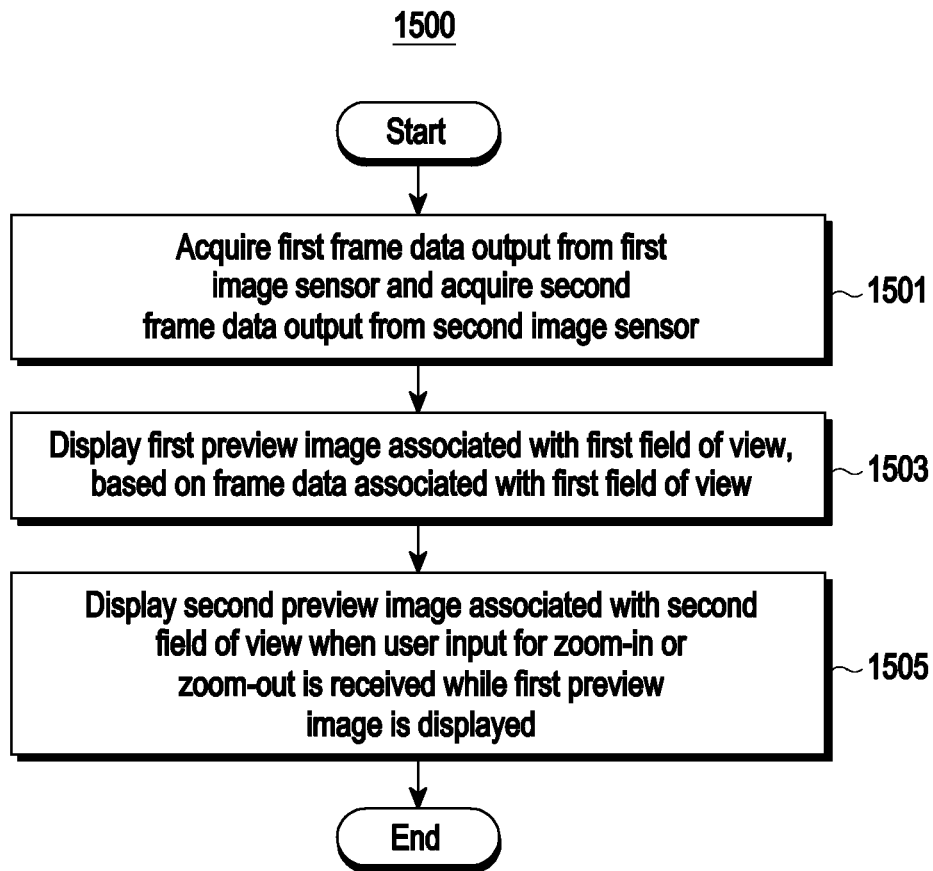 1500
Start
Acquire first frame data output from first
image sensor and acquire second
frame data output from second image sensor
1501
Display first preview image associated with first field of view,
based on frame data associated with first field of view
1503
Display second preview image associated with second
field of view when user input for zoom-in or
zoom-out is received while first preview
image is displayed
1505
End